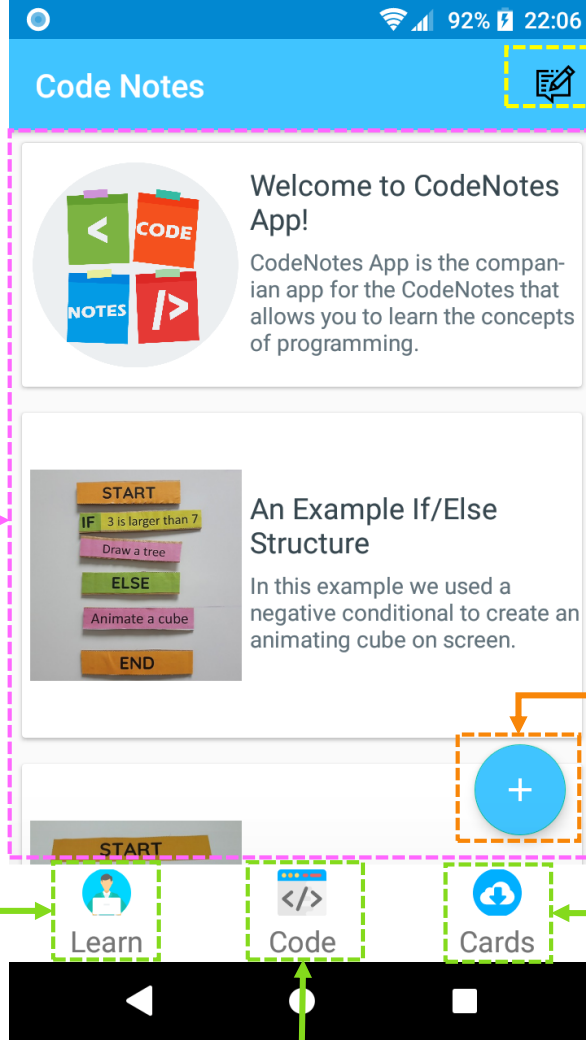 92% 22:06
Code Notes
< CODE
NOTES />
Welcome to CodeNotes
App!
CodeNotes App is the compan-
ian app for the CodeNotes that
allows you to learn the concepts
of programming.
START
IF 3 is larger than 7
Draw a tree
ELSE
Animate a cube
END
An Example If/Else
Structure
In this example we used a
negative conditional to create an
animating cube on screen.
+
START
</>
Learn Code Cards